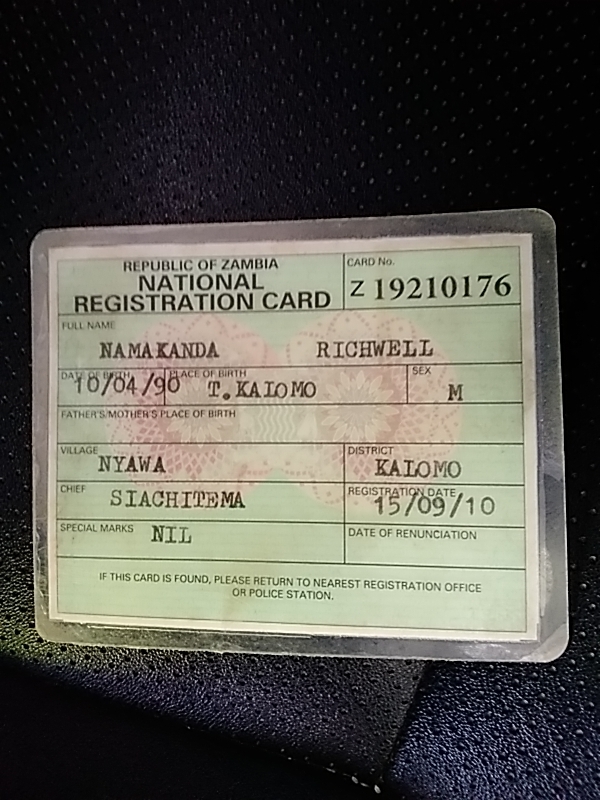 REPUBLIC OF ZAMBIA
NATIONAL
REGISTRATION CARD
CARD No.
Z 19210176
FULL NAME
NAMAKANDA RICHWELL
DATE OF BIRTH PLACE OF BIRTH SEX
10/04/90 T.KALOMO M
FATHER'S/MOTHER'S PLACE OF BIRTH
VILLAGE DISTRICT
NYAWA KALOMO
CHIEF REGISTRATION DATE
SIACHITEMA 15/09/10
SPECIAL MARKS NIL DATE OF RENUNCIATION
IF THIS CARD IS FOUND, PLEASE RETURN TO NEAREST REGISTRATION OFFICE
OR POLICE STATION.